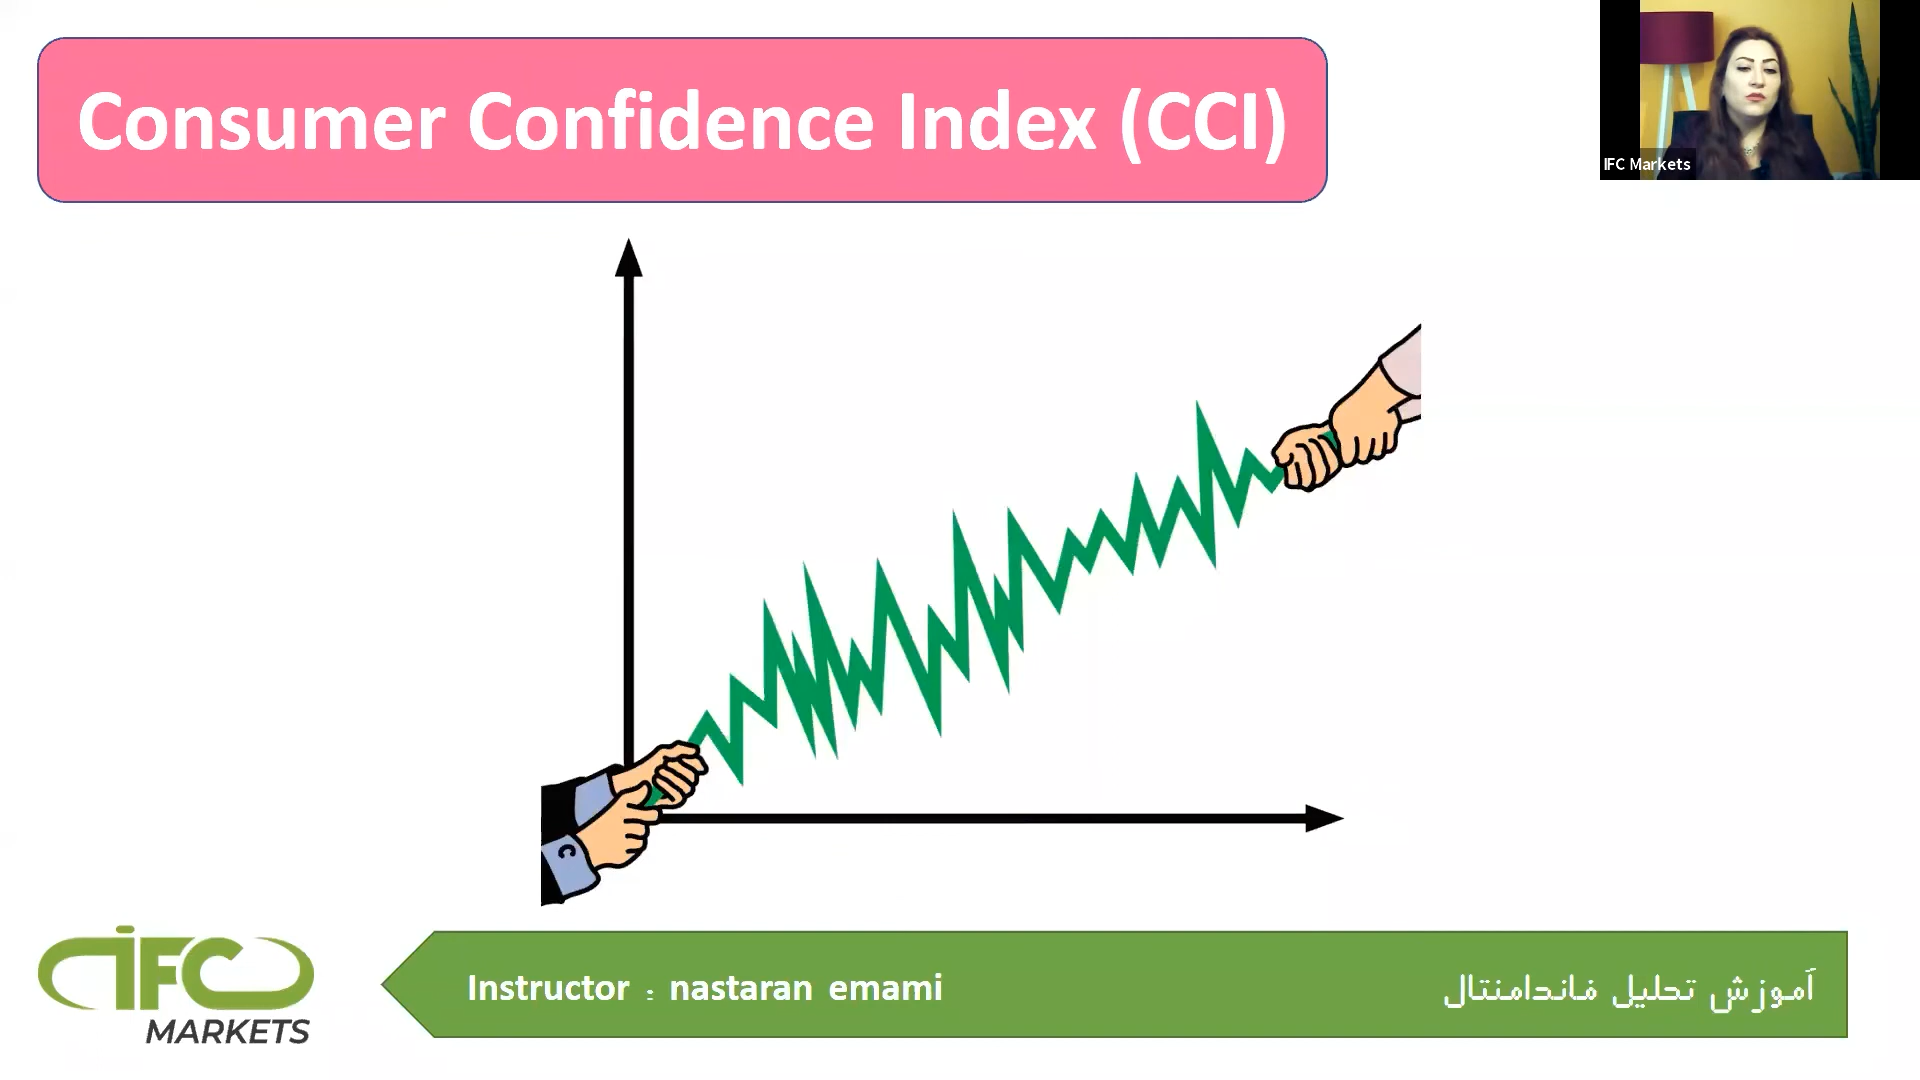 Consumer Confidence Index (CCI)
IFC Markets
C
iFC
MARKETS
Instructor : nastaran emami
آموزش تحلیل فاندامنتال